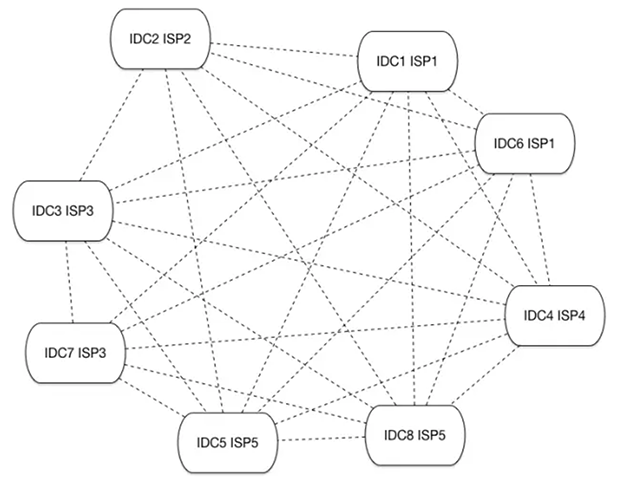 IDC2 ISP2
IDC1 ISP1
IDC6 ISP1
IDC3 ISP3
IDC4 ISP4
IDC7 ISP3
IDC5 ISP5
IDC8 ISP5